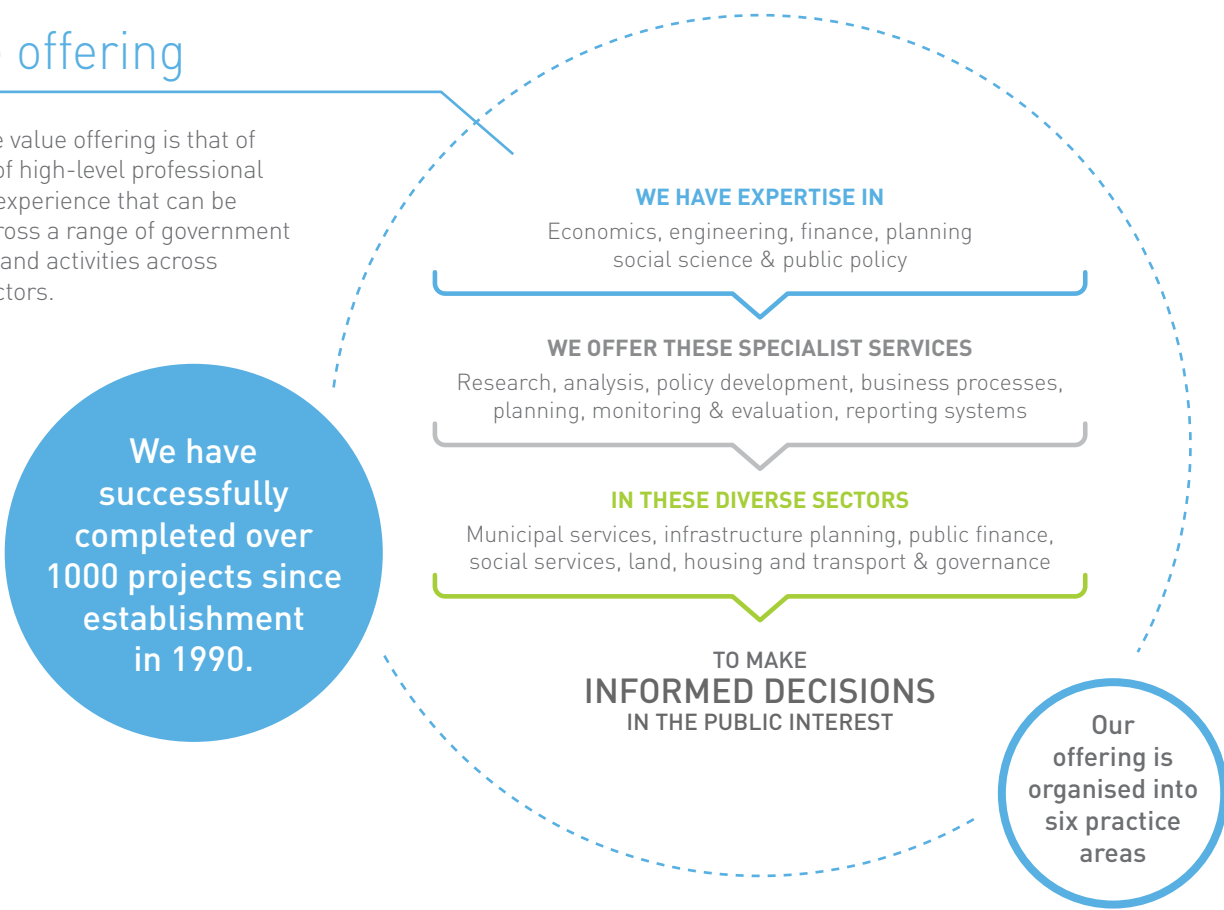 offering
value offering is that of
of high-level professional
experience that can be
a range of government
and activities across
WE HAVE EXPERTISE IN
Economics, engineering, finance, planning
social science & public policy
WE OFFER THESE SPECIALIST SERVICES
Research, analysis, policy development, business processes,
planning, monitoring & evaluation, reporting systems
IN THESE DIVERSE SECTORS
Municipal services, infrastructure planning, public finance,
social services, land, housing and transport & governance
TO MAKE
INFORMED DECISIONS
IN THE PUBLIC INTEREST
We have
successfully
completed over
1000 projects since
establishment
in 1990.
Our
offering is
organised into
six practice
areas